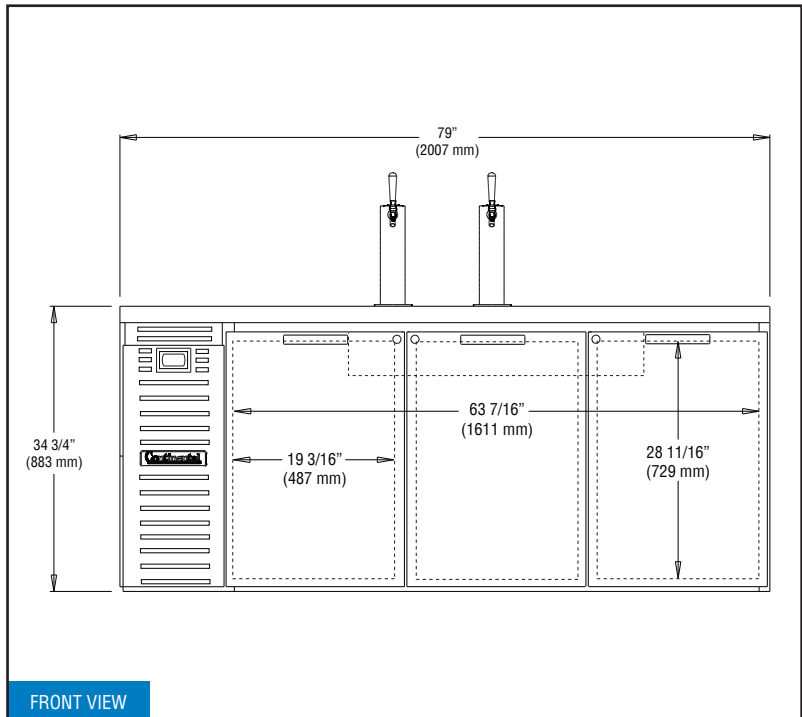 79”
(2007 mm)
34 3/4”
(883 mm)
Continental
63 7/16”
(1611 mm)
19 3/16”
(487 mm)
28 11/16”
(729 mm)
FRONT VIEW